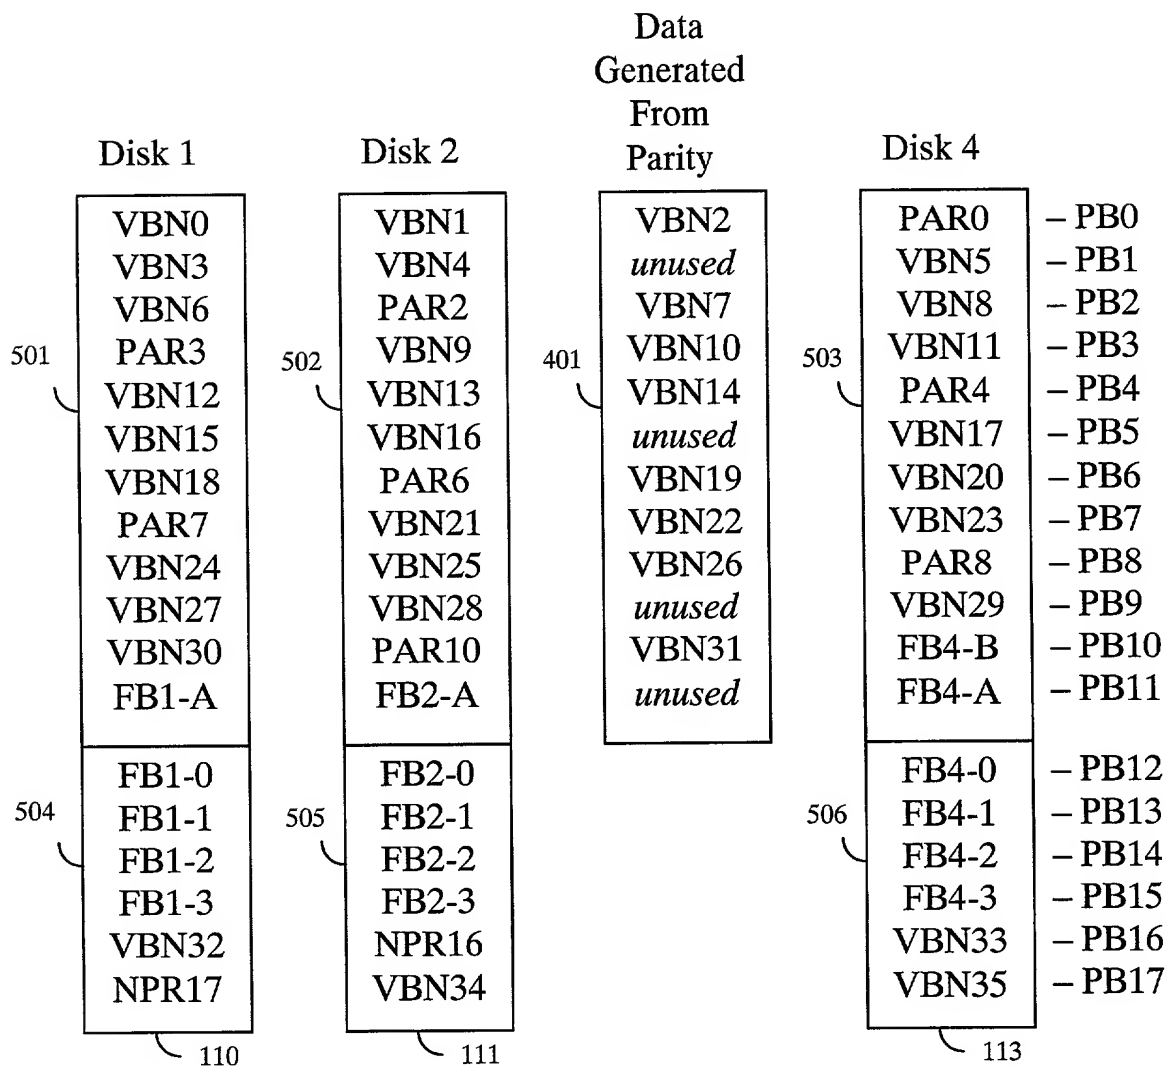 Data
Generated
From
Parity
Disk 1 Disk 2 Disk 4
VBN0 VBN1 VBN2 PAR0 – PB0
VBN3 VBN4 unused VBN5 – PB1
VBN6 PAR2 VBN7 VBN8 – PB2
501 PAR3 502 VBN9 401 VBN10 503 VBN11 – PB3
VBN12 VBN13 VBN14 PAR4 – PB4
VBN15 VBN16 unused VBN17 – PB5
VBN18 PAR6 VBN19 VBN20 – PB6
PAR7 VBN21 VBN22 VBN23 – PB7
VBN24 VBN25 VBN26 PAR8 – PB8
VBN27 VBN28 unused VBN29 – PB9
VBN30 PAR10 VBN31 FB4-B – PB10
FB1-A FB2-A unused FB4-A – PB11
FB1-0 FB2-0 FB4-0 – PB12
504 FB1-1 505 FB2-1 506 FB4-1 – PB13
FB1-2 FB2-2 FB4-2 – PB14
FB1-3 FB2-3 FB4-3 – PB15
VBN32 NPR16 VBN33 – PB16
NPR17 VBN34 VBN35 – PB17
110 111 113